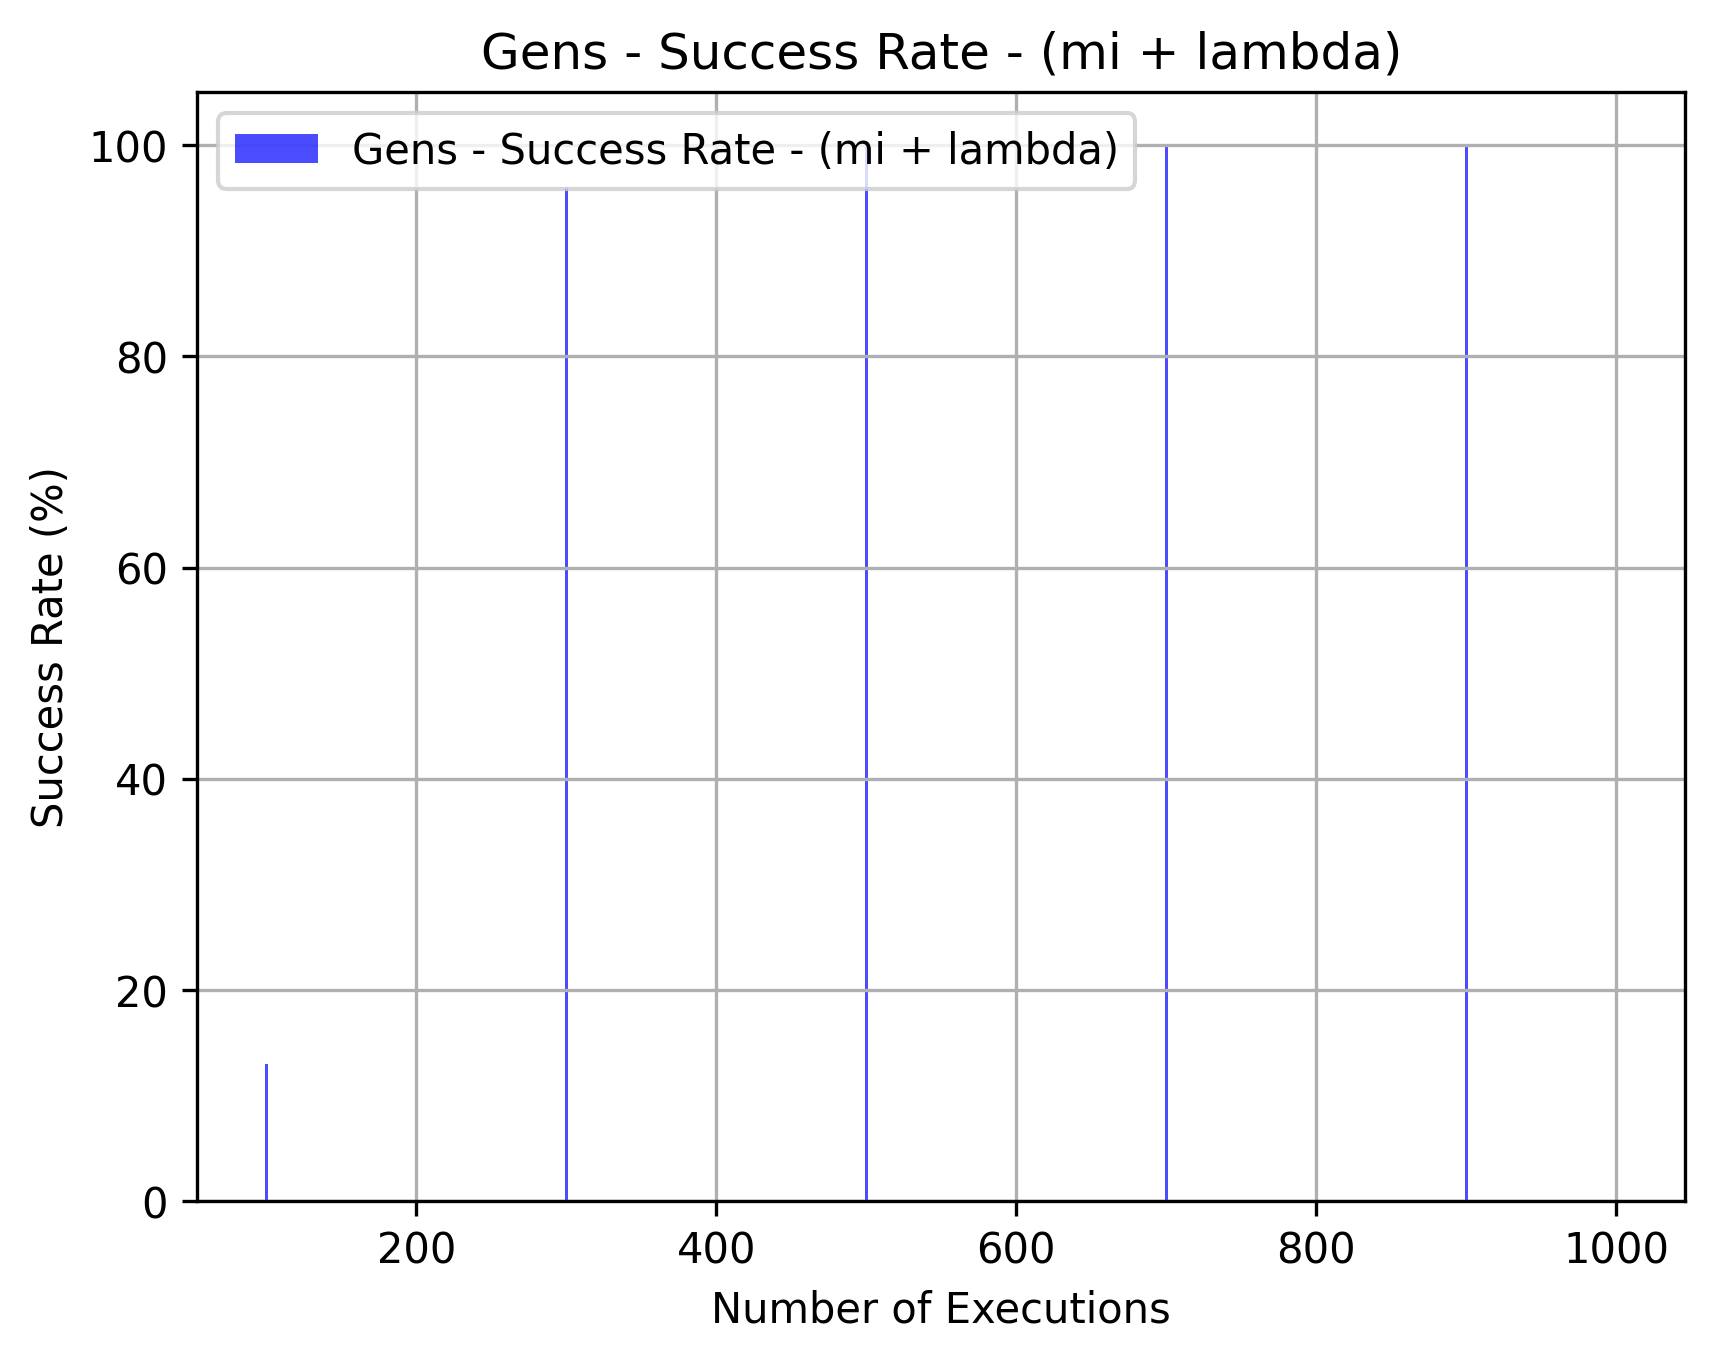 Gens - Success Rate - (mi + lambda)
Gens - Success Rate - (mi + lambda)
100
80
60
40
20
0
Success Rate (%)
200 400 600 800 1000
Number of Executions